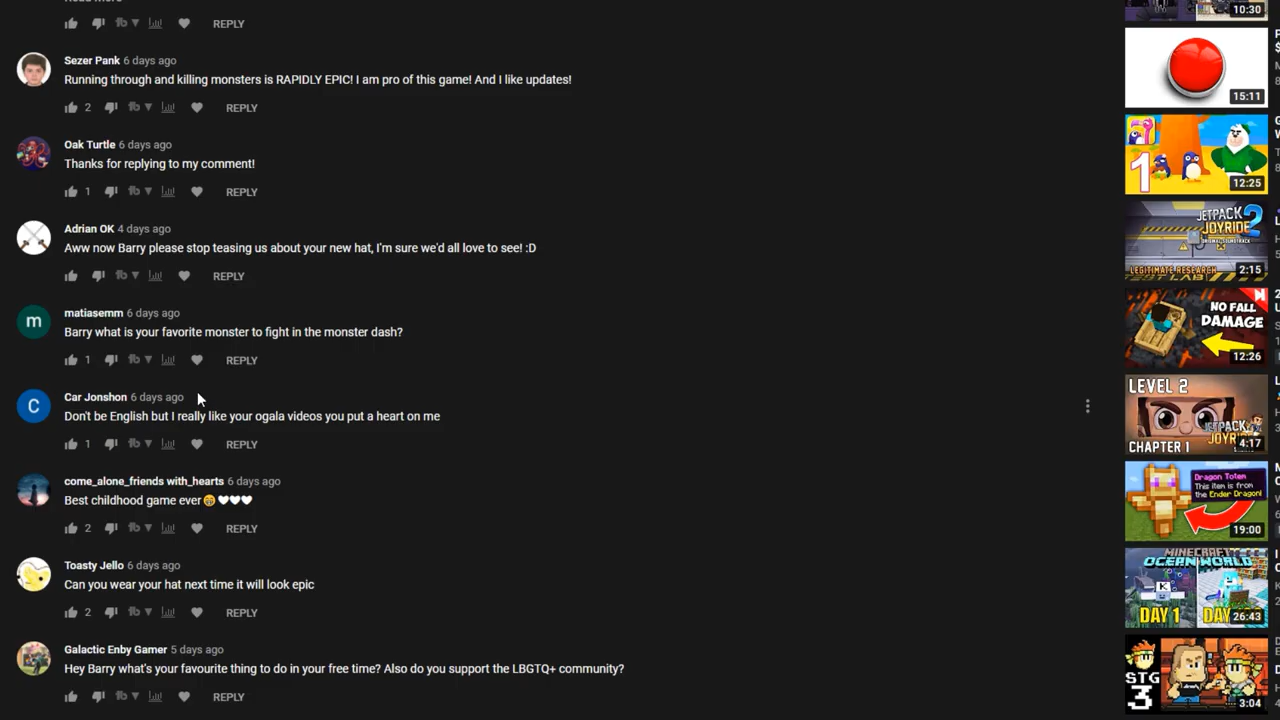 REPLY
Sezer Pank 6 days ago
Running through and killing monsters is RAPIDLY EPIC! I am pro of this game! And I like updates!
2 REPLY
Oak Turtle 6 days ago
Thanks for replying to my comment!
1 REPLY
Adrian OK 4 days ago
Aww now Barry please stop teasing us about your new hat, I'm sure we'd all love to see! :D
REPLY
m
matiasemm 6 days ago
Barry what is your favorite monster to fight in the monster dash?
1 REPLY
C
Car Jonshon 6 days ago
Don't be English but I really like your ogala videos you put a heart on me
1 REPLY
come_alone_friends with_hearts 6 days ago
Best childhood game ever😁🤍🤍🤍
2 REPLY
Toasty Jello 6 days ago
Can you wear your hat next time it will look epic
2 REPLY
Galactic Enby Gamer 5 days ago
Hey Barry what's your favourite thing to do in your free time? Also do you support the LBGTQ+ community?
REPLY
10:30
15:11
1
12:25
JETPACK
JOYRIDE 2
ORIGINAL SOUNDTRACK
LEGITIMATE RESEARCH
2:15
NO FALL
DAMAGE
12:26
LEVEL 2
CHAPTER 1
JETPACK
4:17
Dragon Totem
This item is from
the Ender Dragon!
19:00
MINECRAFT
OCEAN WORLD
DAY 1
DAY
26:43
STG
3
3:04